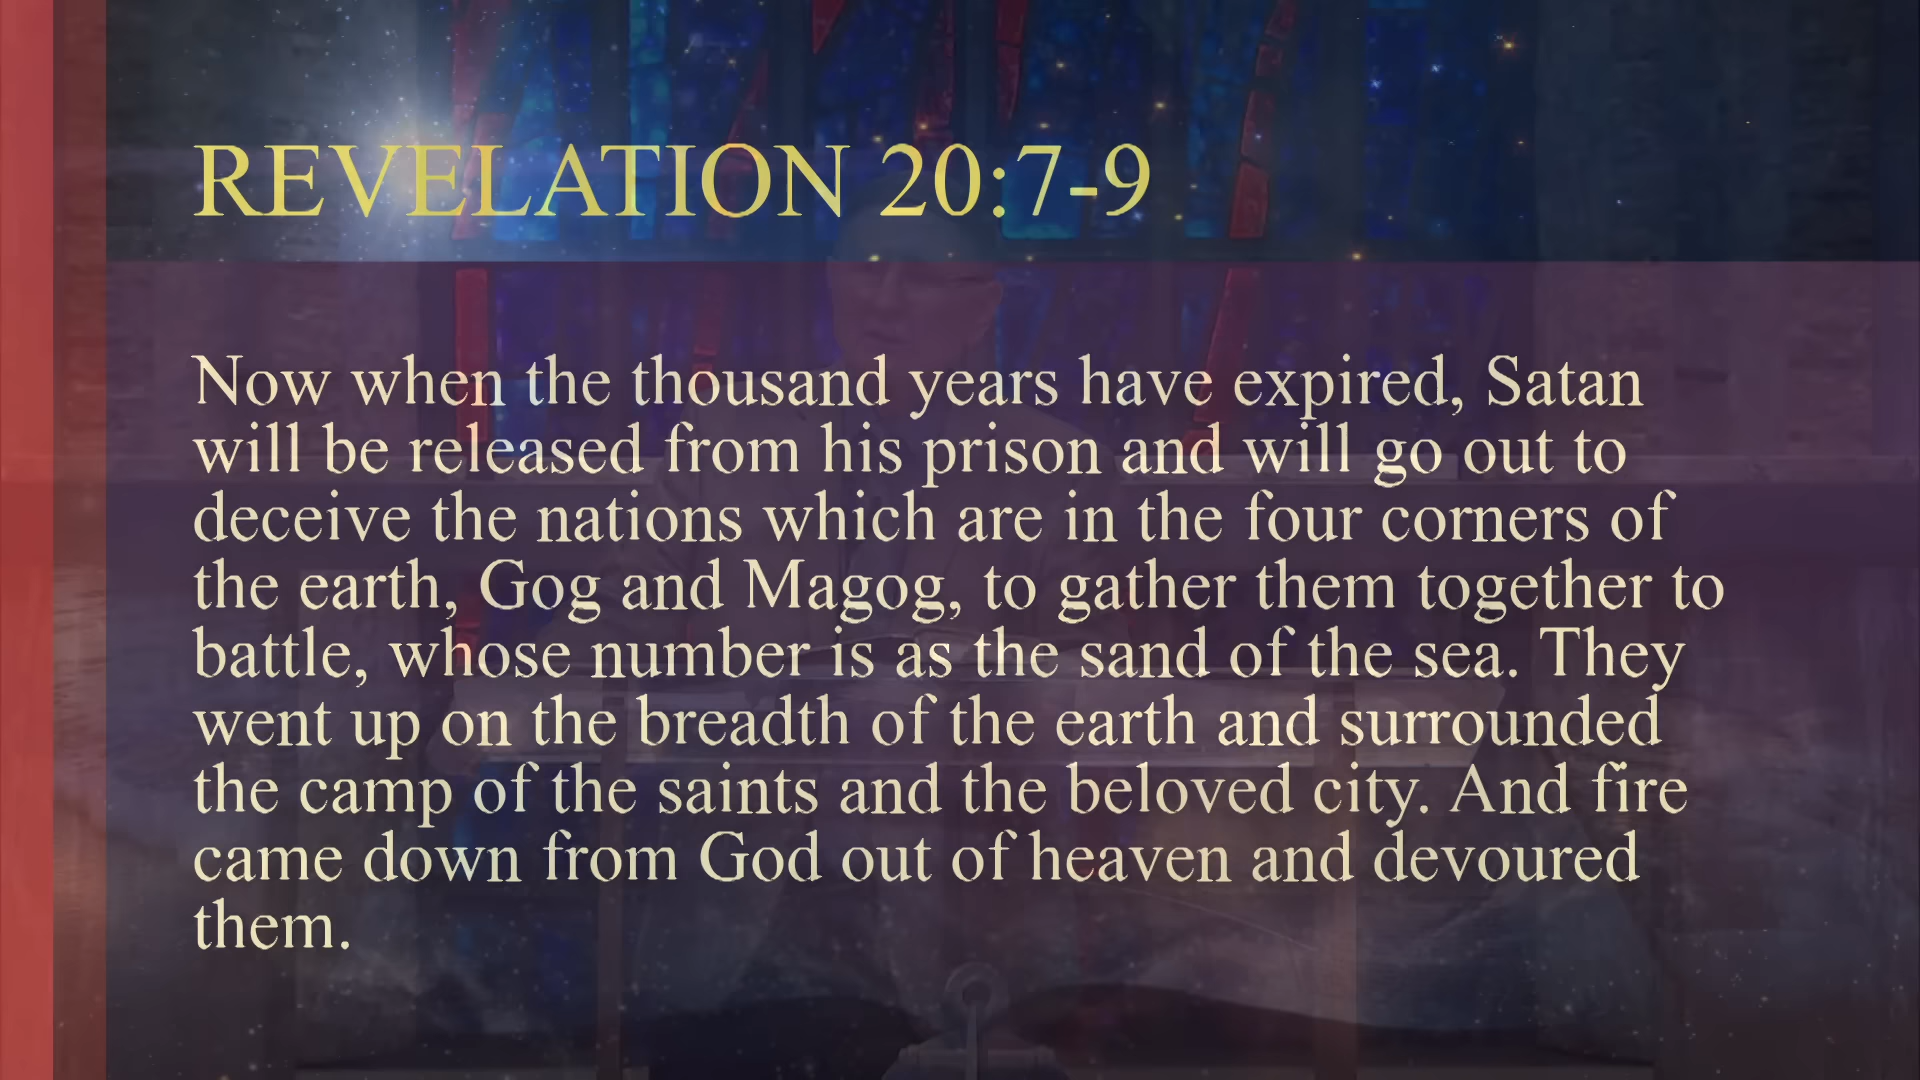 REVELATION 20:7-9
Now when the thousand years have expired, Satan
will be released from his prison and will go out to
deceive the nations which are in the four corners of
the earth, Gog and Magog, to gather them together to
battle, whose number is as the sand of the sea. They
went up on the breadth of the earth and surrounded
the camp of the saints and the beloved city. And fire
came down from God out of heaven and devoured
them.